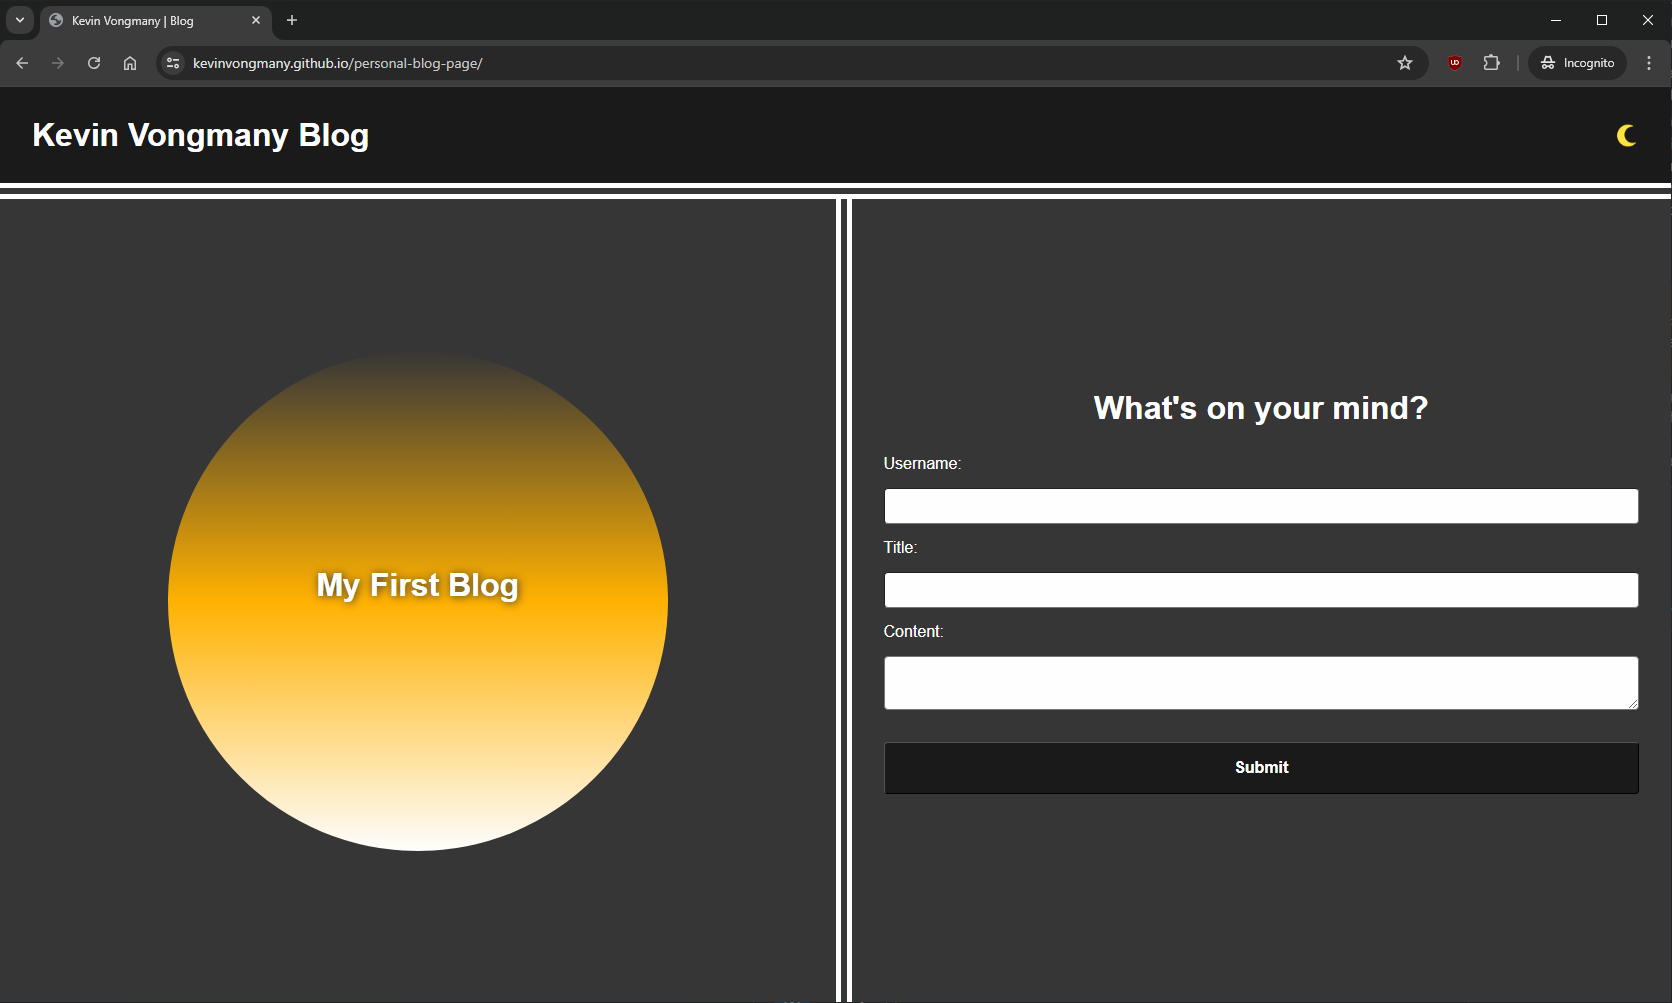 Kevin Vongmany | Blog
kevinvongmany.github.io/personal-blog-page/
Incognito
Kevin Vongmany Blog
My First Blog
What's on your mind?
Username:
Title:
Content:
Submit